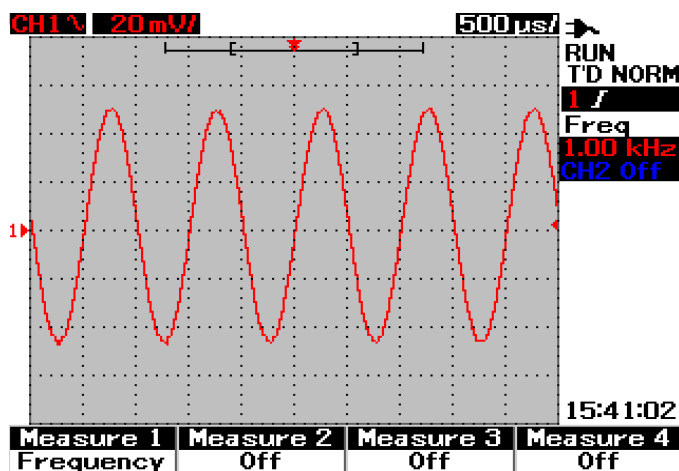 CH1 20 mV/ 500 µs/
RUN
T'D NORM
1
Freq
1.00 kHz
CH2 Off
1
15:41:02
Measure 1 Measure 2 Measure 3 Measure 4
Frequency Off Off Off